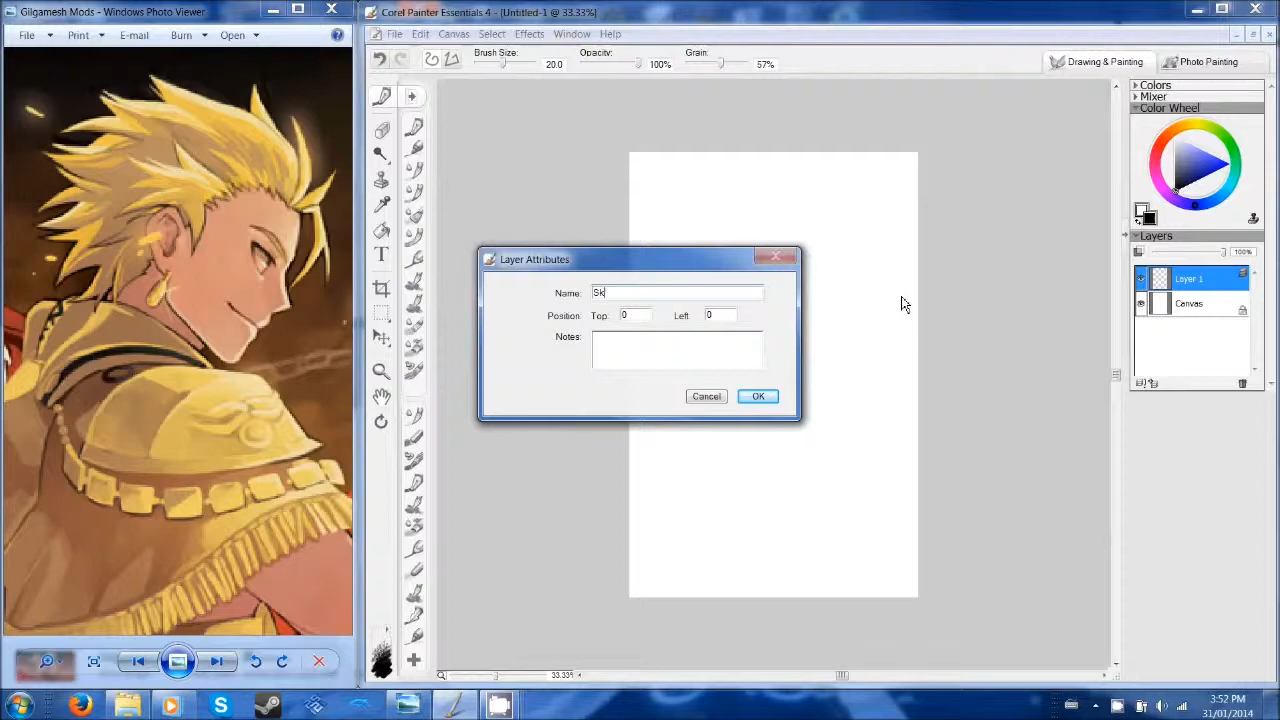 Gilgamesh Mods - Windows Photo Viewer
File
Print
E-mail
Burn
Open
Corel Painter Essentials 4 - [Untitled-1 @ 33.33%]
File Edit Canvas Select Effects Window Help
Brush Size:
20.0
Opacity:
100%
Grain:
57%
Drawing & Painting
Photo Painting
Colors
Mixer
Color Wheel
Layers
100%
Layer 1
Canvas
Layer Attributes
Name:
Sk
Position: Top: 0 Left 0
Notes:
Cancel
OK
T
33.33%
3:52 PM
31/01/2014